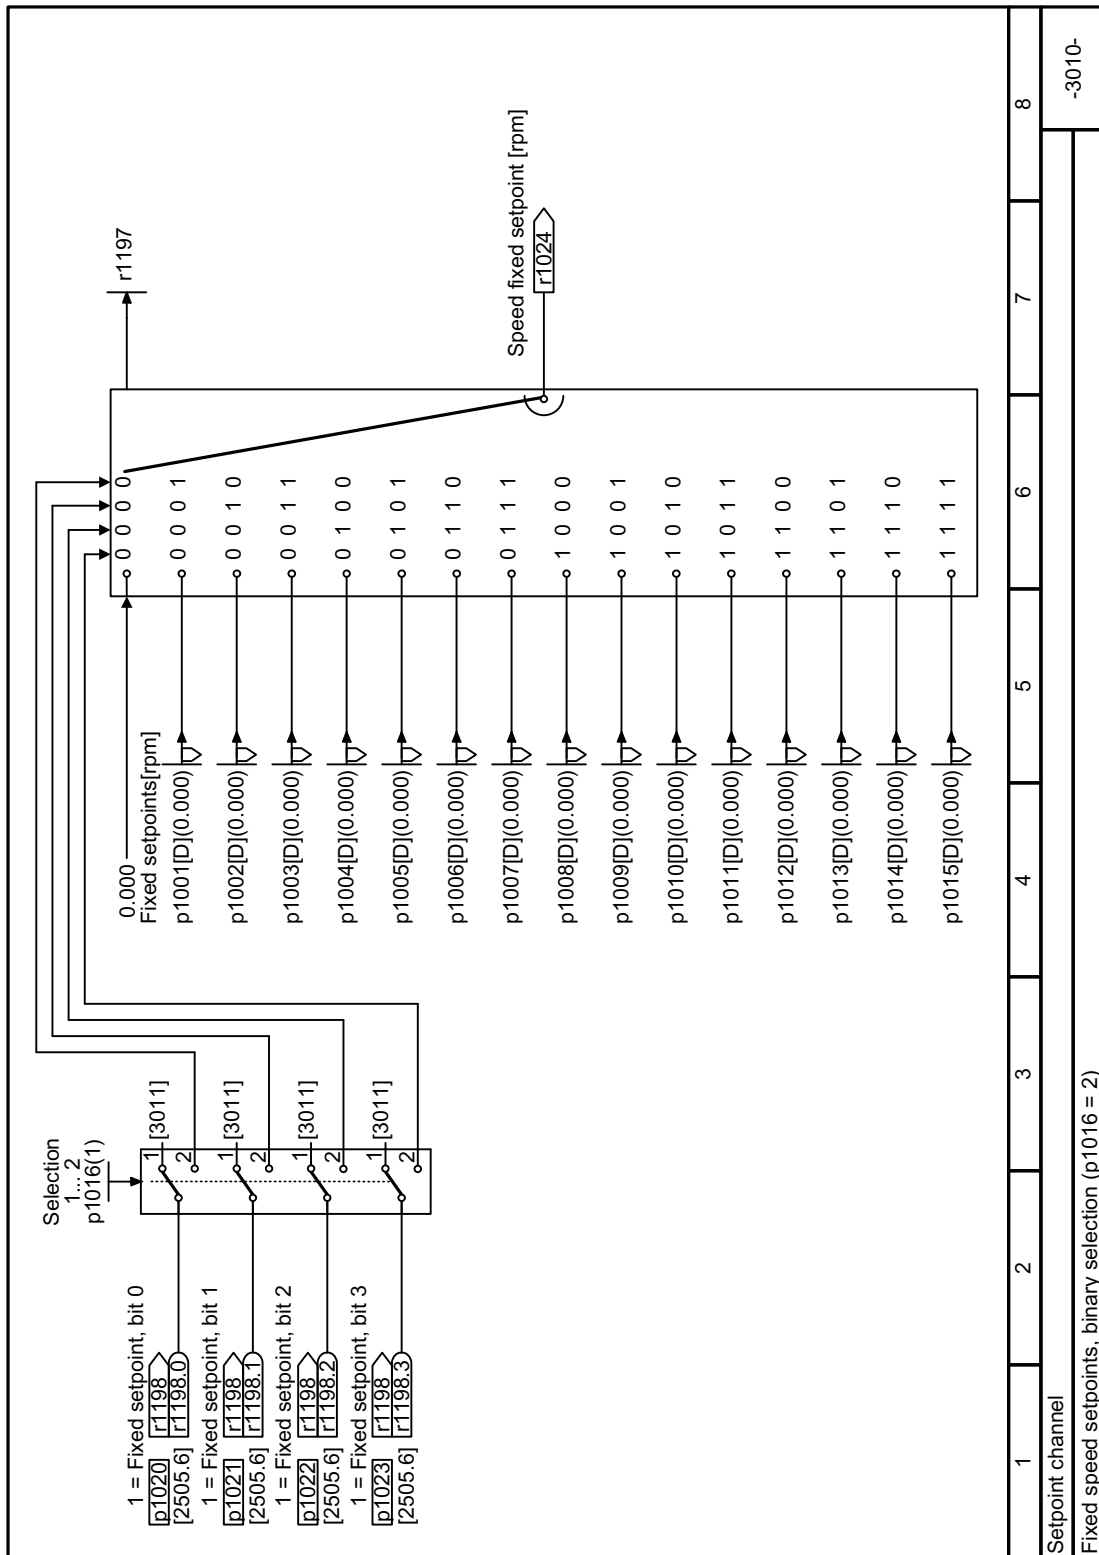 1 = Fixed setpoint, bit 0
p1020 r1198
[2505.6] r1198.0
1 = Fixed setpoint, bit 1
p1021 r1198
[2505.6] r1198.1
1 = Fixed setpoint, bit 2
p1022 r1198
[2505.6] r1198.2
1 = Fixed setpoint, bit 3
p1023 r1198
[2505.6] r1198.3
Selection
1... 2
p1016(1)
1 [3011]
2
1 [3011]
2
1 [3011]
2
1 [3011]
2
0.000
Fixed setpoints[rpm]
p1001[D](0.000)
p1002[D](0.000)
p1003[D](0.000)
p1004[D](0.000)
p1005[D](0.000)
p1006[D](0.000)
p1007[D](0.000)
p1008[D](0.000)
p1009[D](0.000)
p1010[D](0.000)
p1011[D](0.000)
p1012[D](0.000)
p1013[D](0.000)
p1014[D](0.000)
p1015[D](0.000)
0 0 0 0
0 0 0 1
0 0 1 0
0 0 1 1
0 1 0 0
0 1 0 1
0 1 1 0
0 1 1 1
1 0 0 0
1 0 0 1
1 0 1 0
1 0 1 1
1 1 0 0
1 1 0 1
1 1 1 0
1 1 1 1
r1197
Speed fixed setpoint [rpm]
r1024
1 2 3 4 5 6 7 8
Setpoint channel
-3010-
Fixed speed setpoints, binary selection (p1016 = 2)